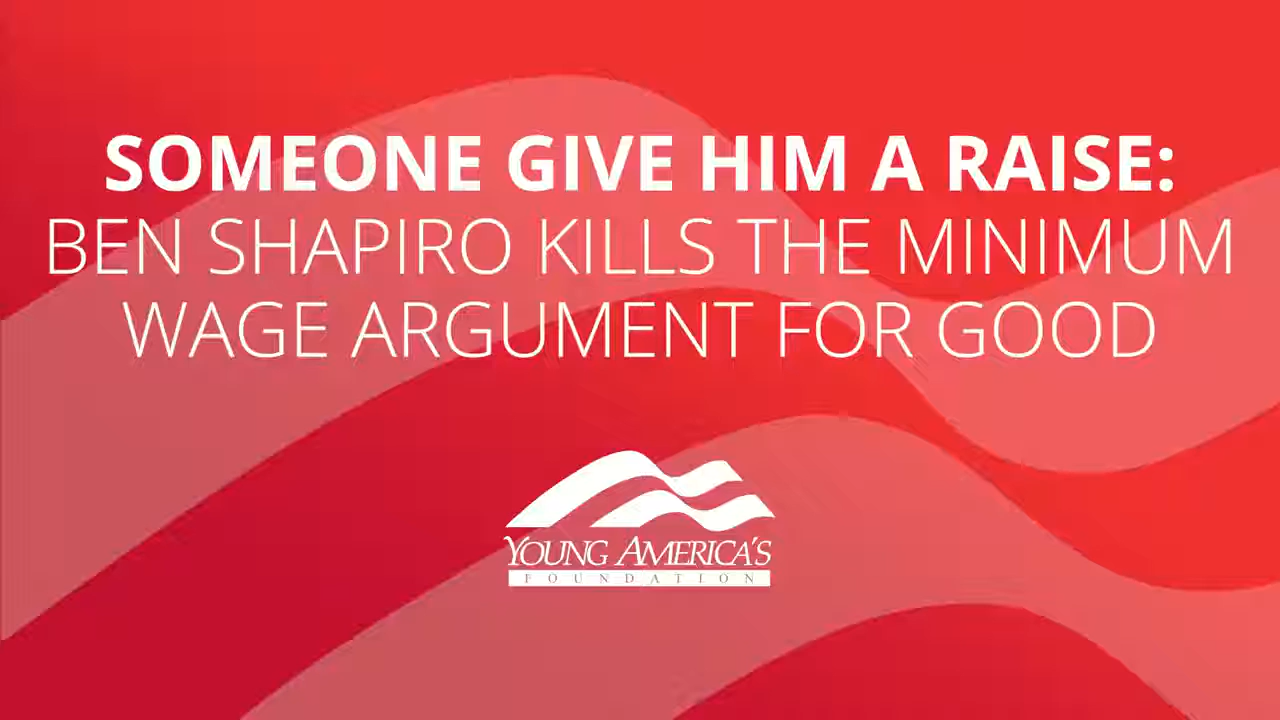 SOMEONE GIVE HIM A RAISE:
BEN SHAPIRO KILLS THE MINIMUM
WAGE ARGUMENT FOR GOOD
YOUNG AMERICA'S
FOUNDATION